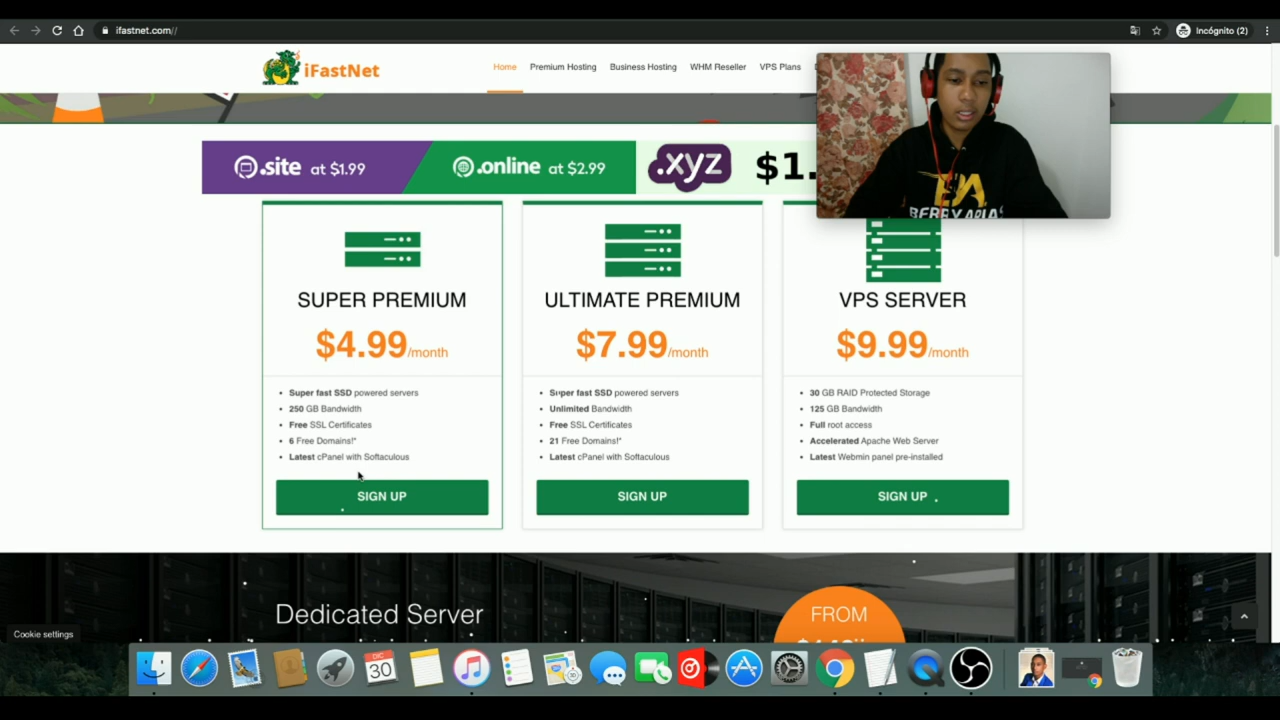 ifastnet.com//
Incógnito (2)
iFastNet
Home
Premium Hosting
Business Hosting
WHM Reseller
VPS Plans
.site at $1.99
.online at $2.99
.xyz
$1.
BERRY ARIAS
SUPER PREMIUM
$4.99/month
• Super fast SSD powered servers
• 250 GB Bandwidth
• Free SSL Certificates
• 6 Free Domains!*
• Latest cPanel with Softaculous
SIGN UP
ULTIMATE PREMIUM
$7.99/month
• Super fast SSD powered servers
• Unlimited Bandwidth
• Free SSL Certificates
• 21 Free Domains!*
• Latest cPanel with Softaculous
SIGN UP
VPS SERVER
$9.99/month
• 30 GB RAID Protected Storage
• 125 GB Bandwidth
• Full root access
• Accelerated Apache Web Server
• Latest Webmin panel pre-installed
SIGN UP
Dedicated Server
FROM
Cookie settings
DIC
30